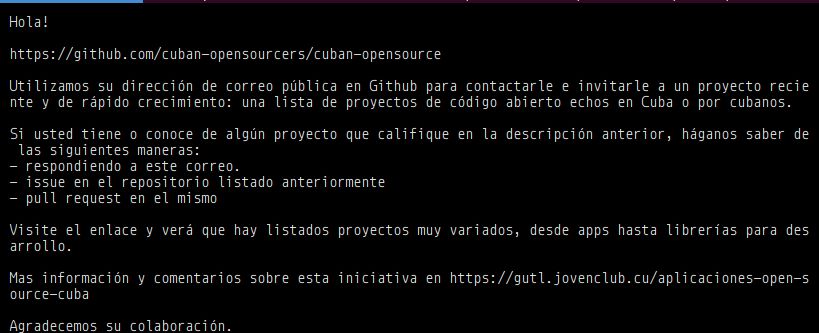 Hola!
https://github.com/cuban-opensourcers/cuban-opensource
Utilizamos su dirección de correo pública en Github para contactarle e invitarle a un proyecto recie
nte y de rápido crecimiento: una lista de proyectos de código abierto echos en Cuba o por cubanos.
Si usted tiene o conoce de algún proyecto que califique en la descripción anterior, háganos saber de
las siguientes maneras:
- respondiendo a este correo.
- issue en el repositorio listado anteriormente
- pull request en el mismo
Visite el enlace y verá que hay listados proyectos muy variados, desde apps hasta librerías para des
arrollo.
Mas información y comentarios sobre esta iniciativa en https://gutl.jovenclub.cu/aplicaciones-open-s
ource-cuba
Agradecemos su colaboración.